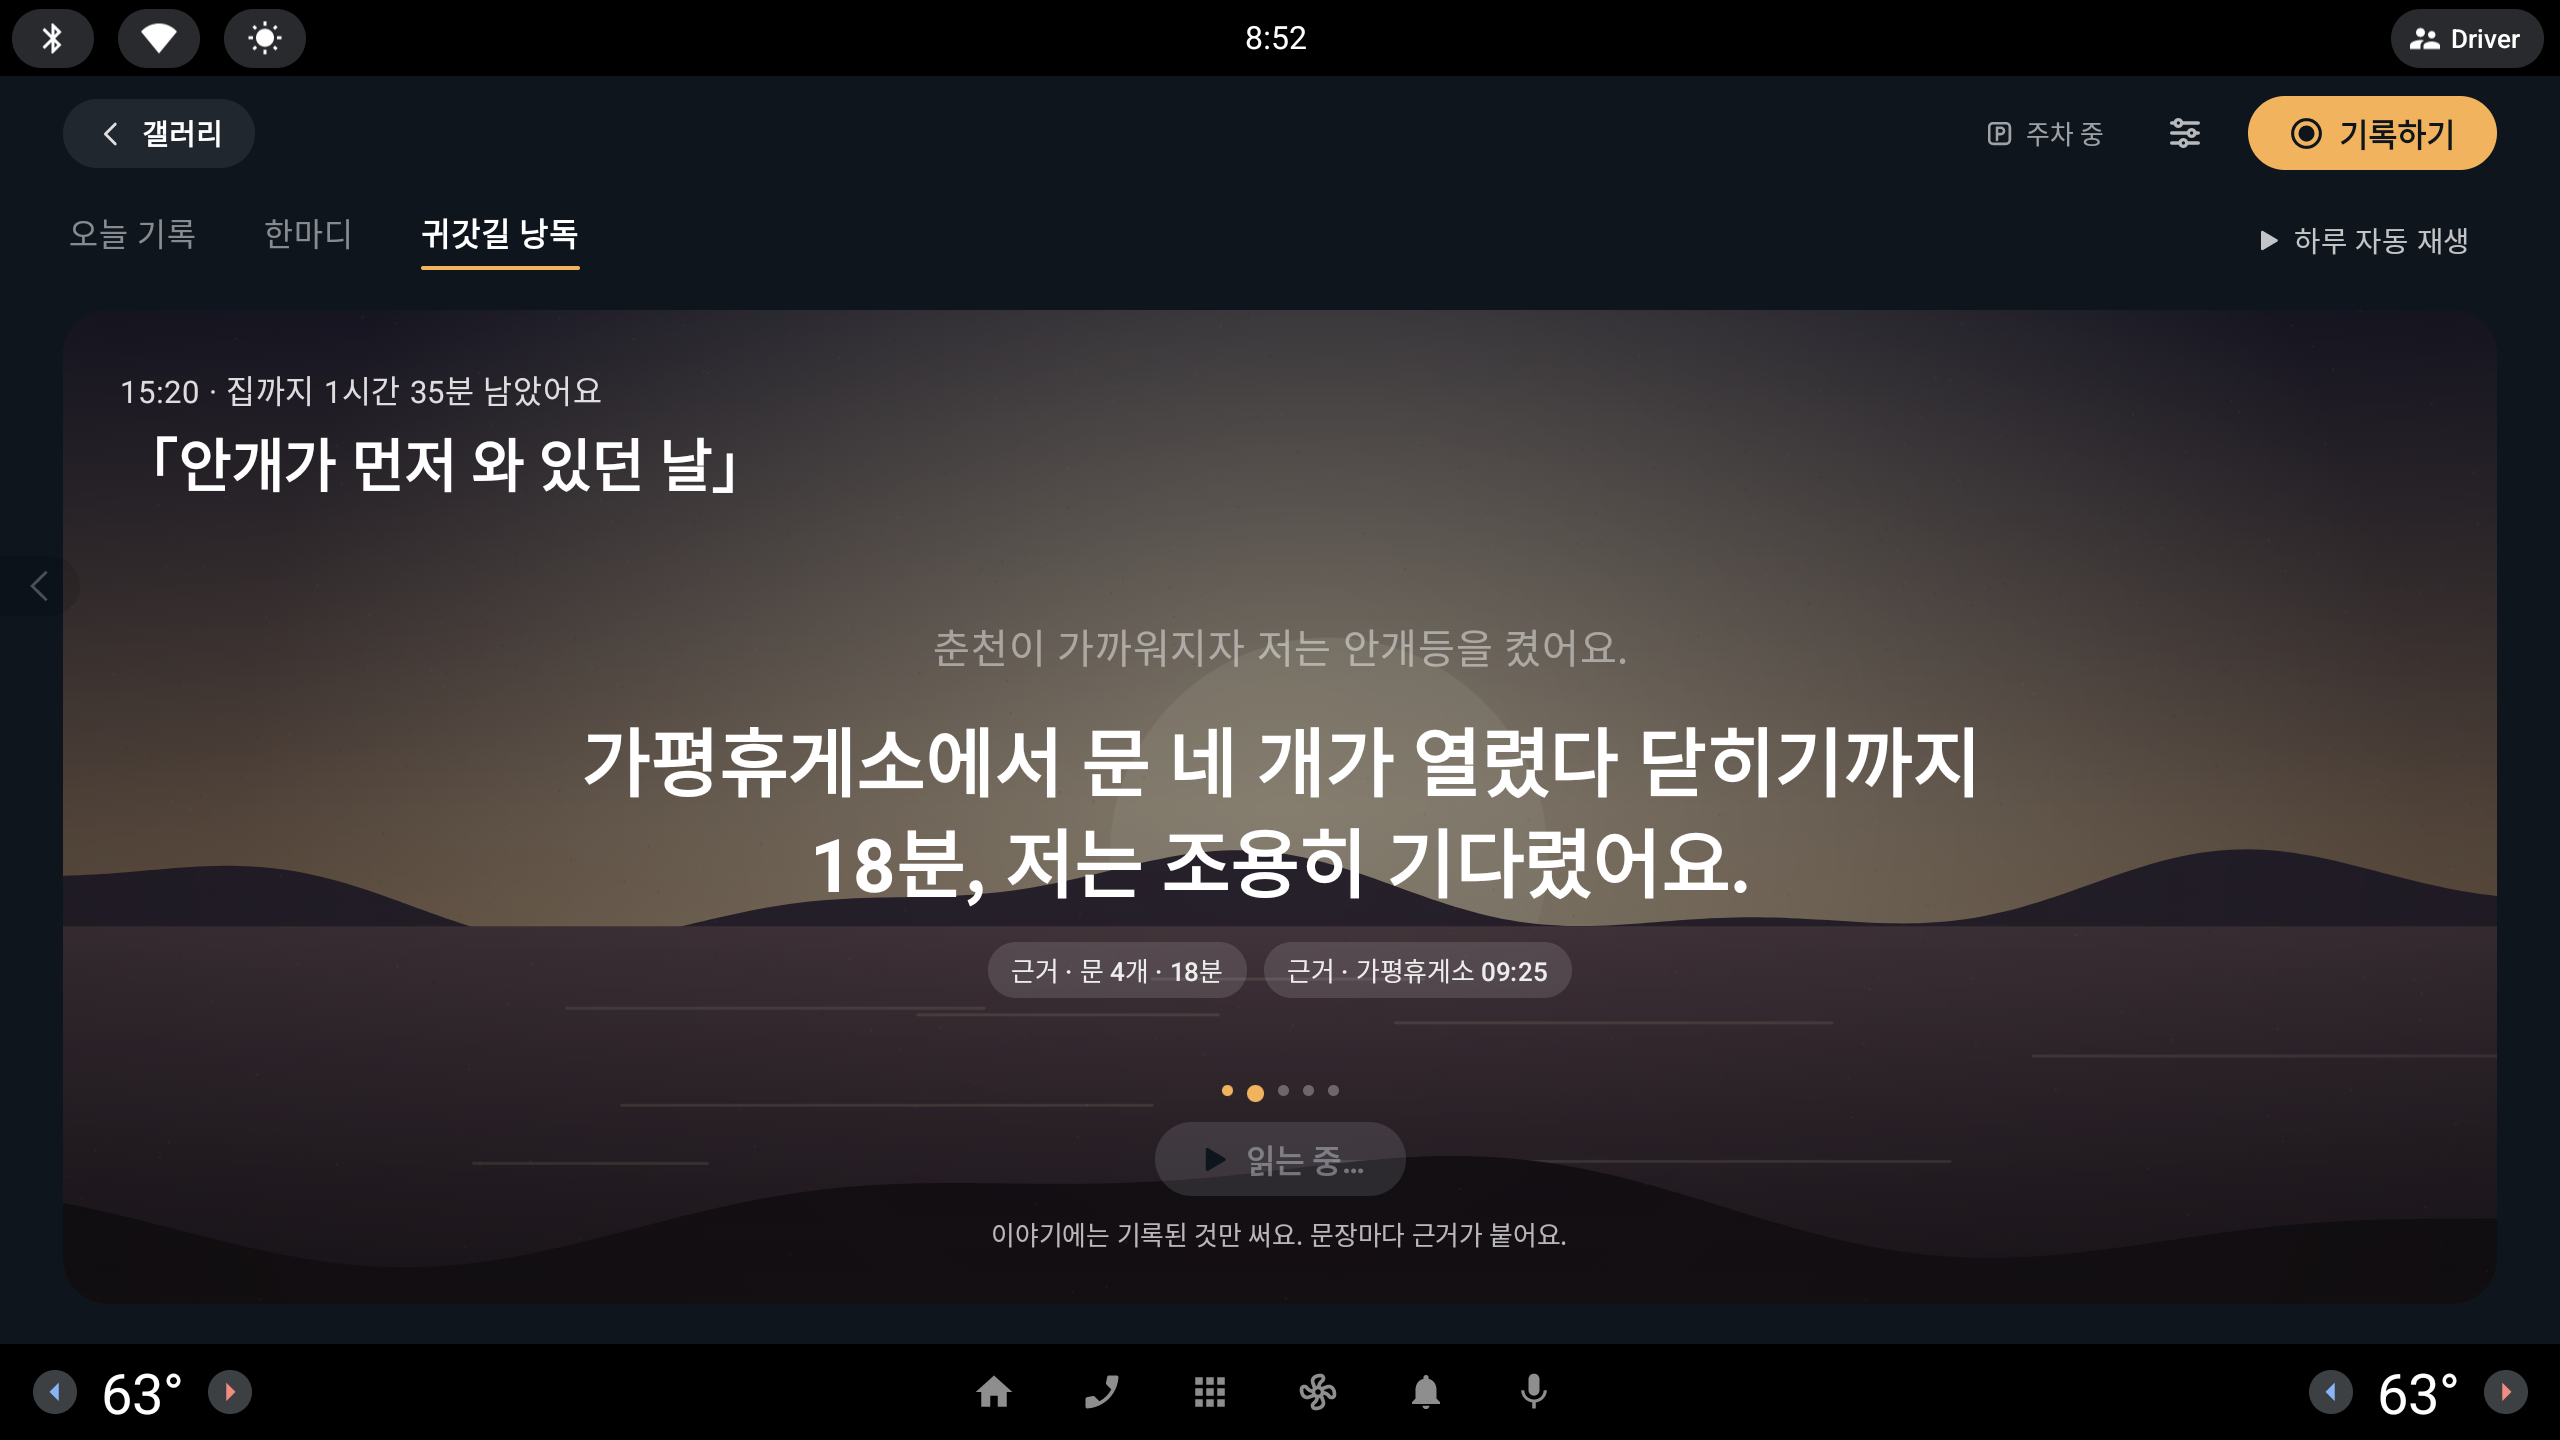 8:52
Driver
갤러리
주차 중
기록하기
오늘 기록
한마디
귀갓길 낭독
하루 자동 재생
15:20 · 집까지 1시간 35분 남았어요
「안개가 먼저 와 있던 날」
춘천이 가까워지자 저는 안개등을 켰어요.
가평휴게소에서 문 네 개가 열렸다 닫히기까지
18분, 저는 조용히 기다렸어요.
근거 · 문 4개 · 18분
근거 · 가평휴게소 09:25
읽는 중…
이야기에는 기록된 것만 써요. 문장마다 근거가 붙어요.
63°
63°